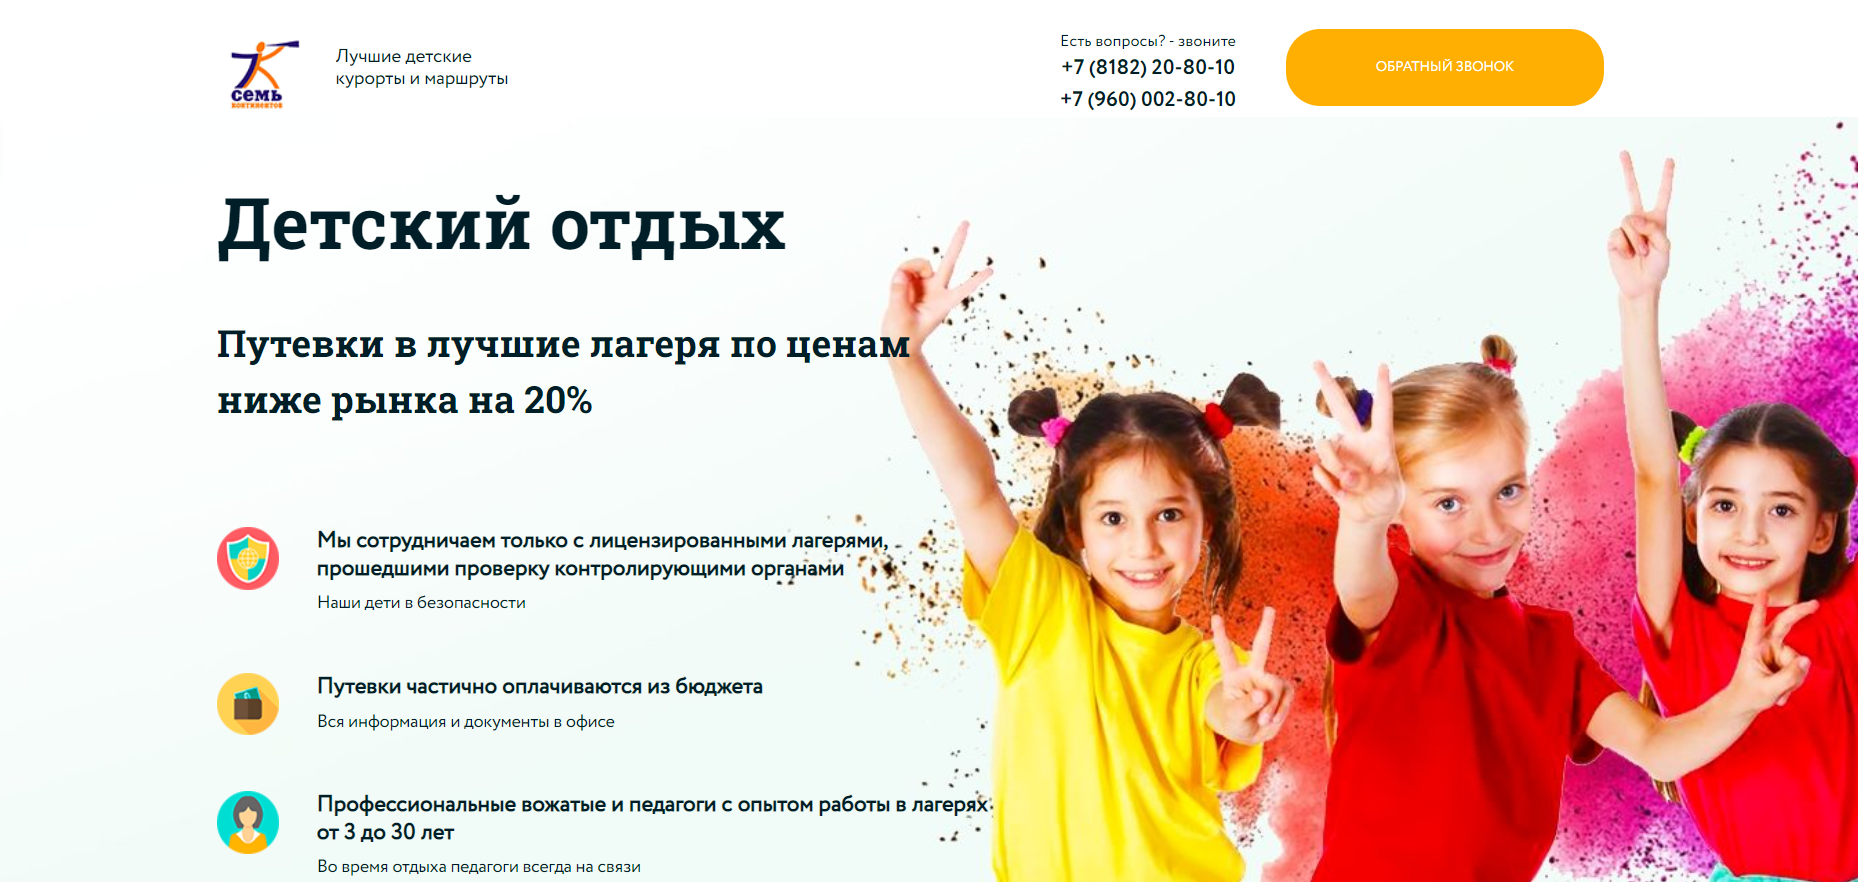 семь
континентов
Лучшие детские
курорты и маршруты
Есть вопросы? - звоните
+7 (8182) 20-80-10
+7 (960) 002-80-10
ОБРАТНЫЙ ЗВОНОК
Детский отдых
Путевки в лучшие лагеря по ценам
ниже рынка на 20%
Мы сотрудничаем только с лицензированными лагерями,
прошедшими проверку контролирующими органами
Наши дети в безопасности
Путевки частично оплачиваются из бюджета
Вся информация и документы в офисе
Профессиональные вожатые и педагоги с опытом работы в лагерях
от 3 до 30 лет
Во время отдыха педагоги всегда на связи